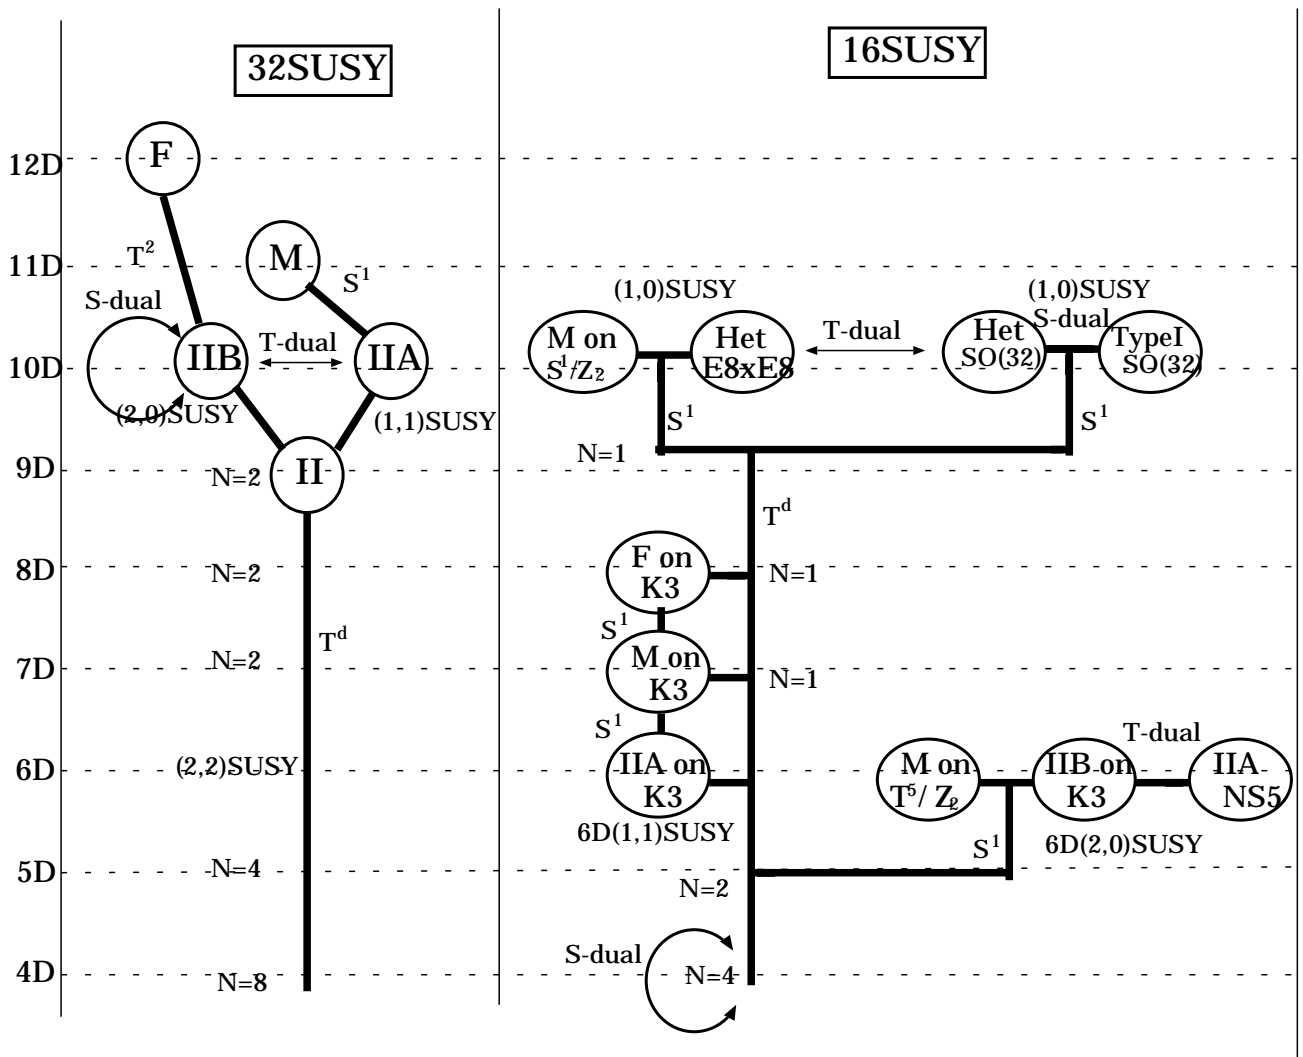 32SUSY
16SUSY
12D
F
T²
11D
M
S¹
S-dual
(1,0)SUSY
(1,0)SUSY
S-dual
10D
IIB
T-dual
IIA
M on
S¹/Z₂
Het
E8xE8
T-dual
Het
SO(32)
TypeI
SO(32)
(2,0)SUSY
(1,1)SUSY
S¹
S¹
9D
N=2
II
N=1
Tᵈ
8D
N=2
F on
K3
N=1
Tᵈ
S¹
7D
N=2
M on
K3
N=1
S¹
T-dual
6D
(2,2)SUSY
IIA on
K3
M on
T⁵/ Z₂
IIB on
K3
IIA
NS5
6D(1,1)SUSY
S¹
6D(2,0)SUSY
5D
N=4
N=2
S-dual
4D
N=8
N=4